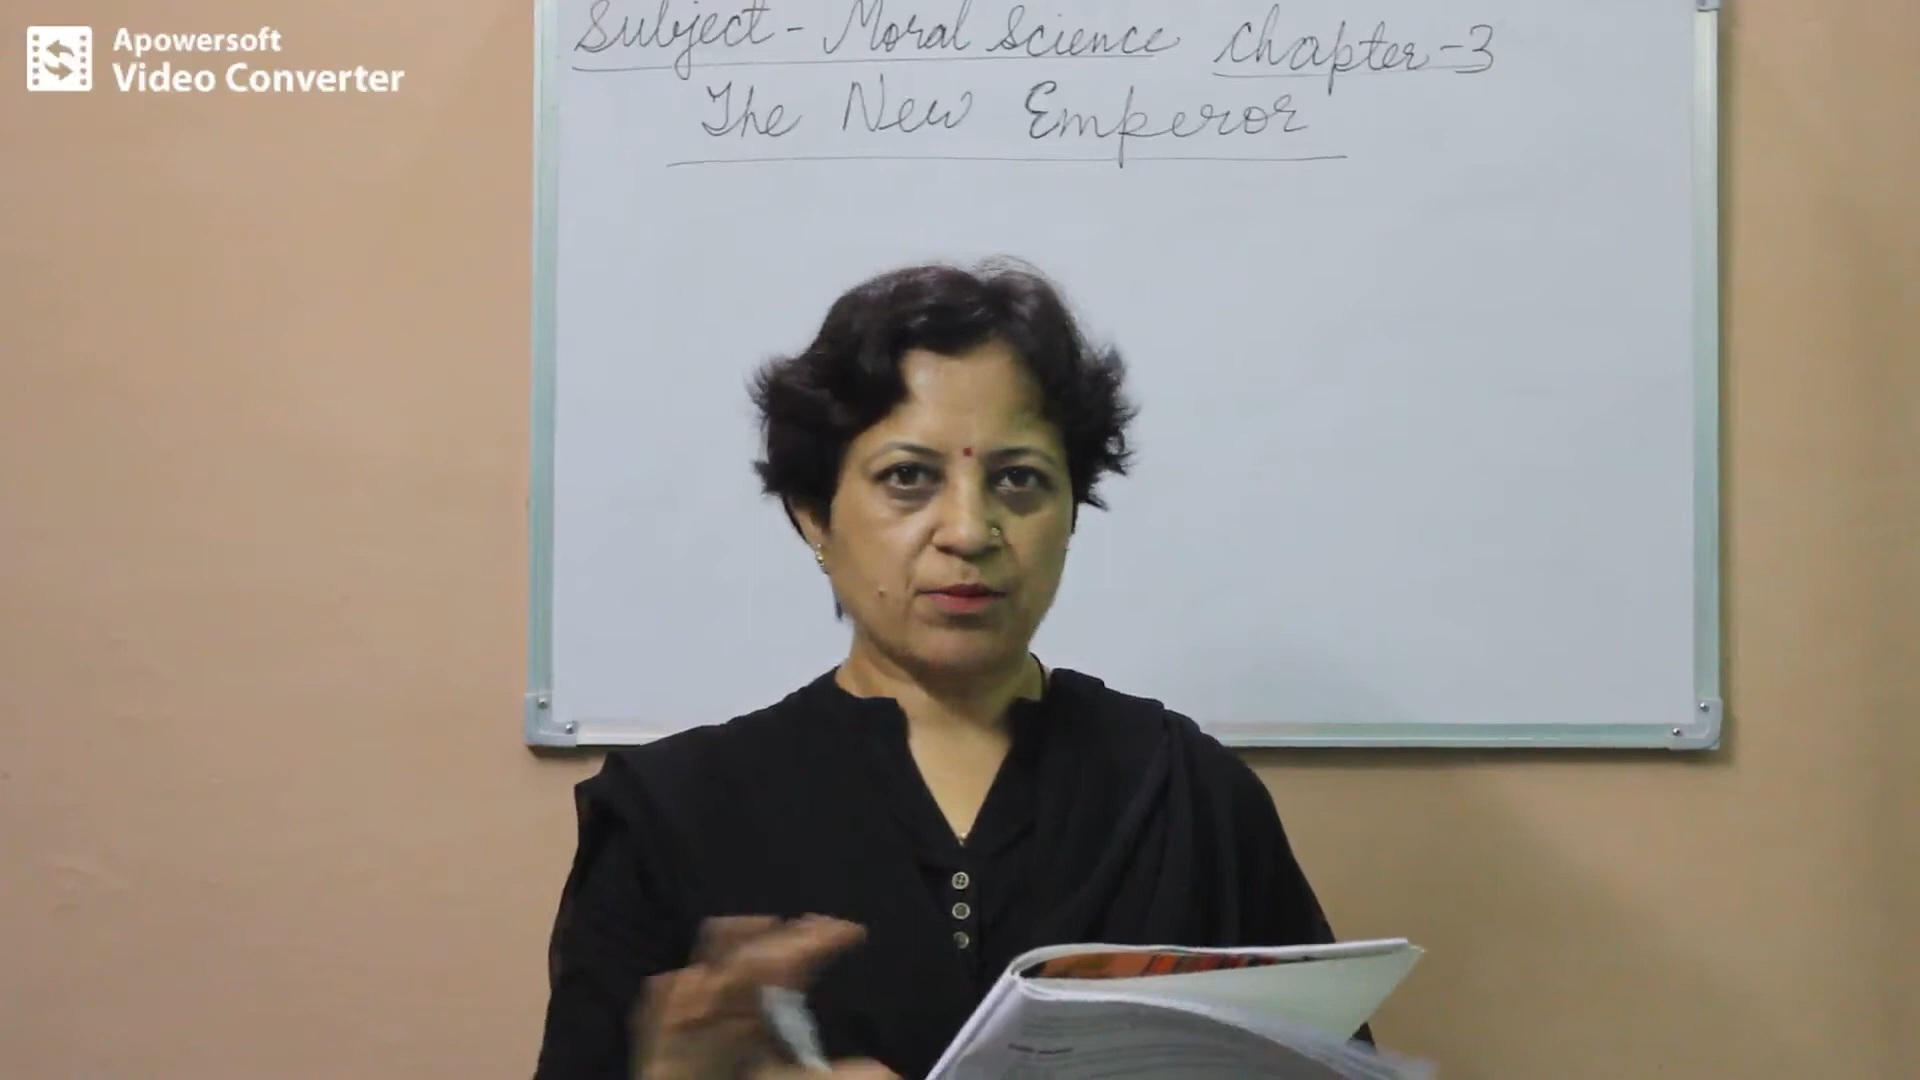 Apowersoft
Video Converter
Subject - Moral Science Chapter-3
The New Emperor